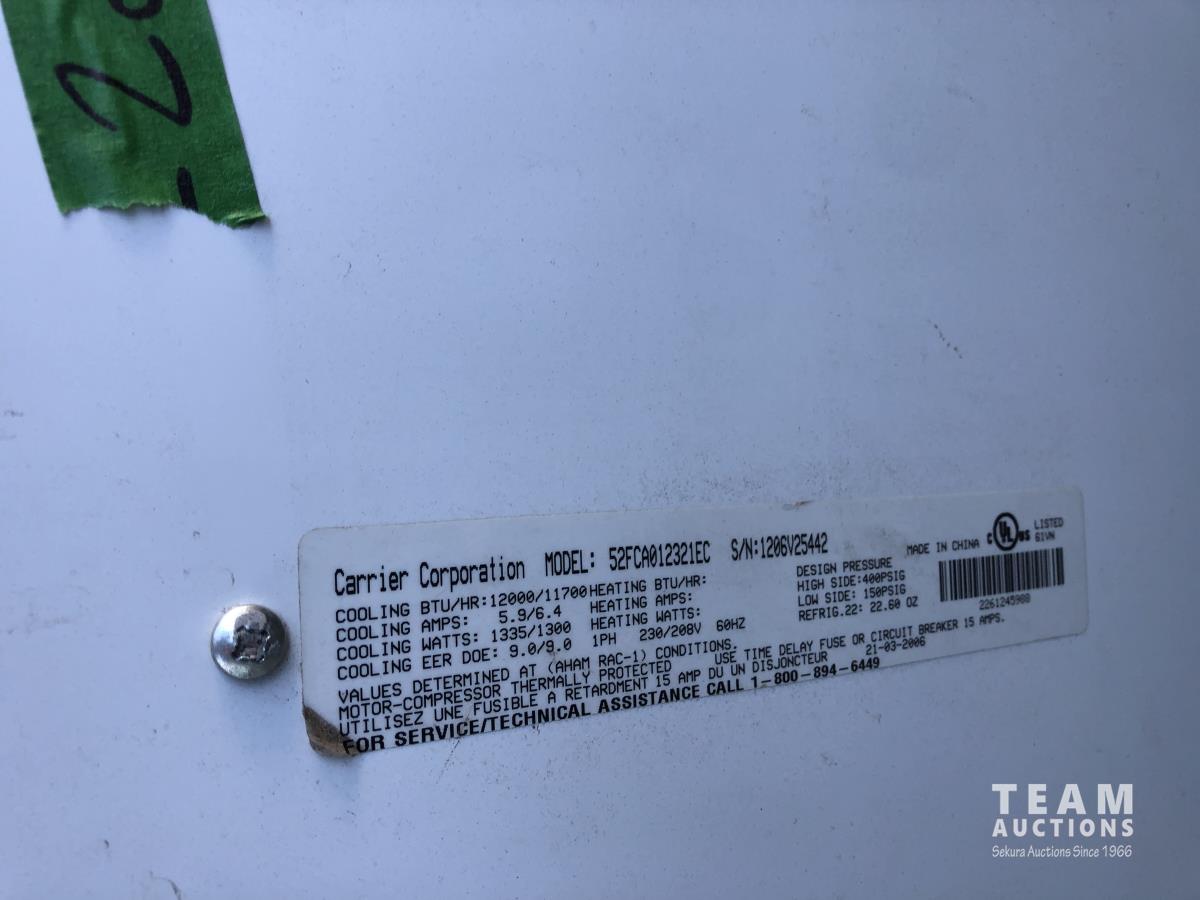 Carrier Corporation MODEL: 52FCA012321EC S/N:1206V25442
COOLING BTU/HR:12000/11700 HEATING BTU/HR:
COOLING AMPS: 5.9/6.4 HEATING AMPS:
COOLING WATTS: 1335/1300 HEATING WATTS:
COOLING EER DOE: 9.0/9.0 1PH 230/208V 60HZ
DESIGN PRESSURE
HIGH SIDE:400PSIG
LOW SIDE: 150PSIG
REFRIG.22: 22.60 OZ
MADE IN CHINA
C UL US LISTED
61VN
2261245988
VALUES DETERMINED AT (AHAM RAC-1) CONDITIONS.
MOTOR-COMPRESSOR THERMALLY PROTECTED USE TIME DELAY FUSE OR CIRCUIT BREAKER 15 AMPS.
UTILISEZ UNE FUSIBLE A RETARDMENT 15 AMP DU UN DISJONCTEUR 21-03-2006
FOR SERVICE/TECHNICAL ASSISTANCE CALL 1-800-894-6449
TEAM
AUCTIONS
Sekura Auctions Since 1966